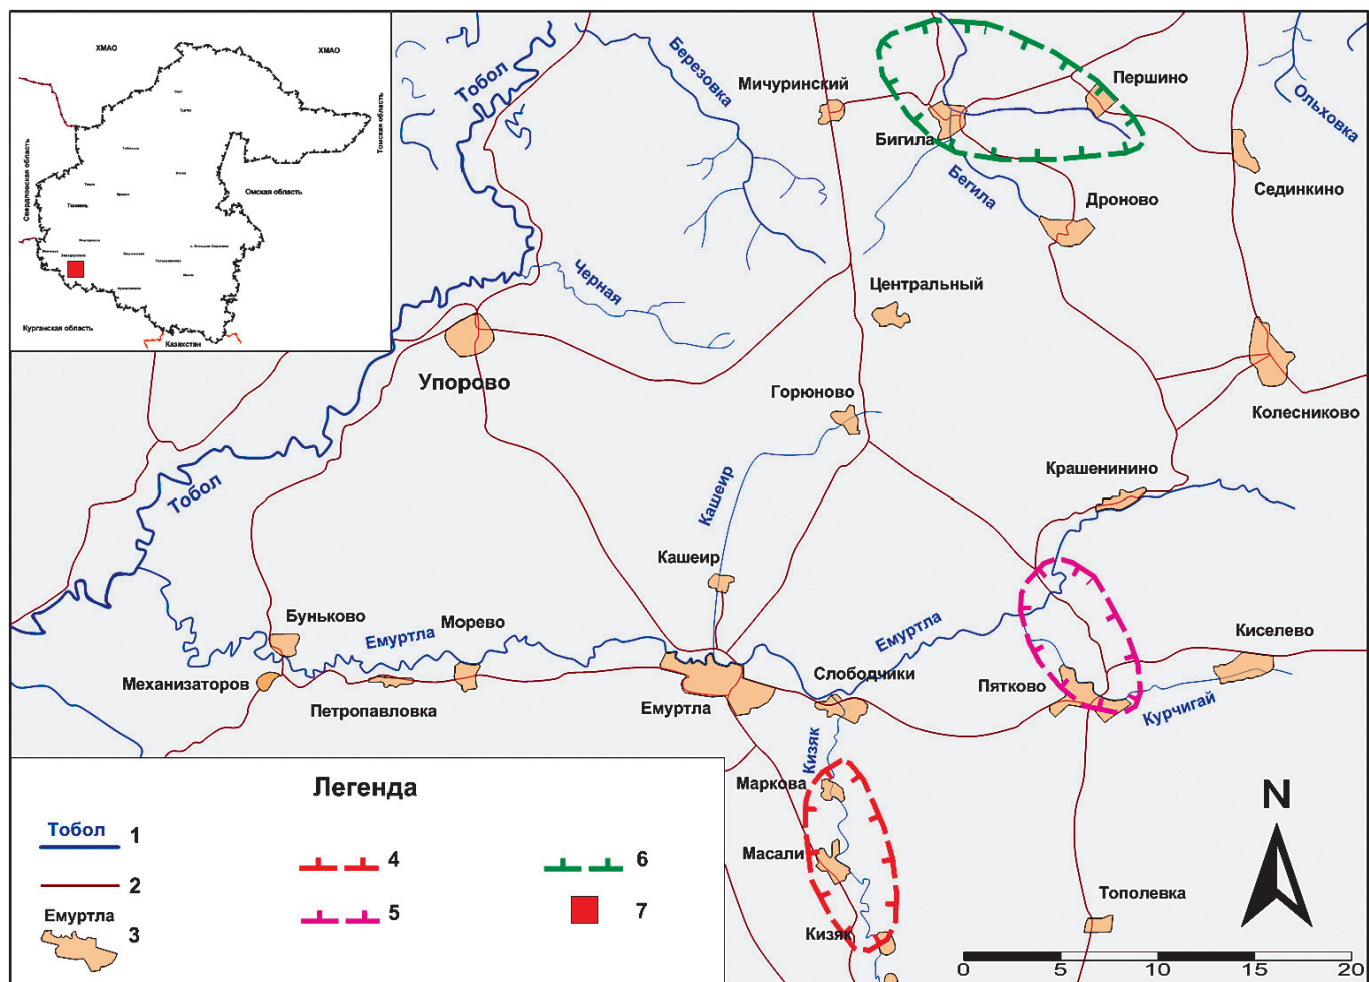 ХМАО
ХМАО
Томская область
Свердловская область
Омская область
Тюмень
Курганская область
Казахстан
Тобол
Березовка
Мичуринский
Першино
Ольховка
Бигила
Бегила
Сединкино
Дроново
Черная
Центральный
Упорово
Горюново
Колесниково
Крашенинино
Тобол
Кашеир
Кашеир
Буньково
Морево
Емуртла
Емуртла
Киселево
Слободчики
Механизаторов
Пятково
Петропавловка
Емуртла
Курчигай
Кизяк
Маркова
Масали
Кизяк
Тополевка
N
0 5 10 15 20
Легенда
Тобол 1
2
Емуртла
3
4
5
6
7